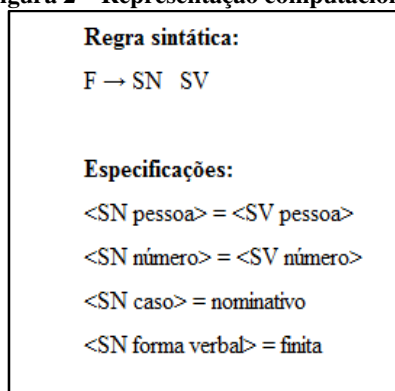 Regra sintática:
F → SN SV
Especificações:
<SN pessoa> = <SV pessoa>
<SN número> = <SV número>
<SN caso> = nominativo
<SN forma verbal> = finita